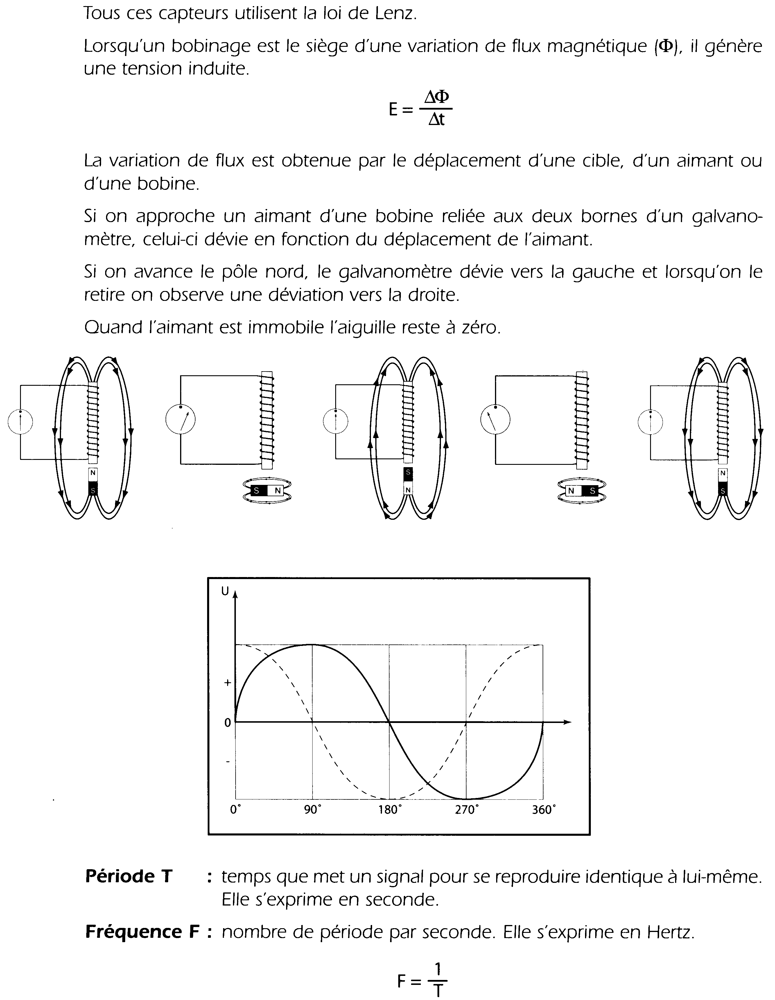 Tous ces capteurs utilisent la loi de Lenz.
Lorsqu'un bobinage est le siège d'une variation de flux magnétique (Φ), il génère
une tension induite.
E = ΔΦ / Δt
La variation de flux est obtenue par le déplacement d'une cible, d'un aimant ou
d'une bobine.
Si on approche un aimant d'une bobine reliée aux deux bornes d'un galvano-
mètre, celui-ci dévie en fonction du déplacement de l'aimant.
Si on avance le pôle nord, le galvanomètre dévie vers la gauche et lorsqu'on le
retire on observe une déviation vers la droite.
Quand l'aimant est immobile l'aiguille reste à zéro.
N
S
S N
S
N
N S
N
S
U
+
0
-
0° 90° 180° 270° 360°
Période T : temps que met un signal pour se reproduire identique à lui-même.
Elle s'exprime en seconde.
Fréquence F : nombre de période par seconde. Elle s'exprime en Hertz.
F = 1 / T